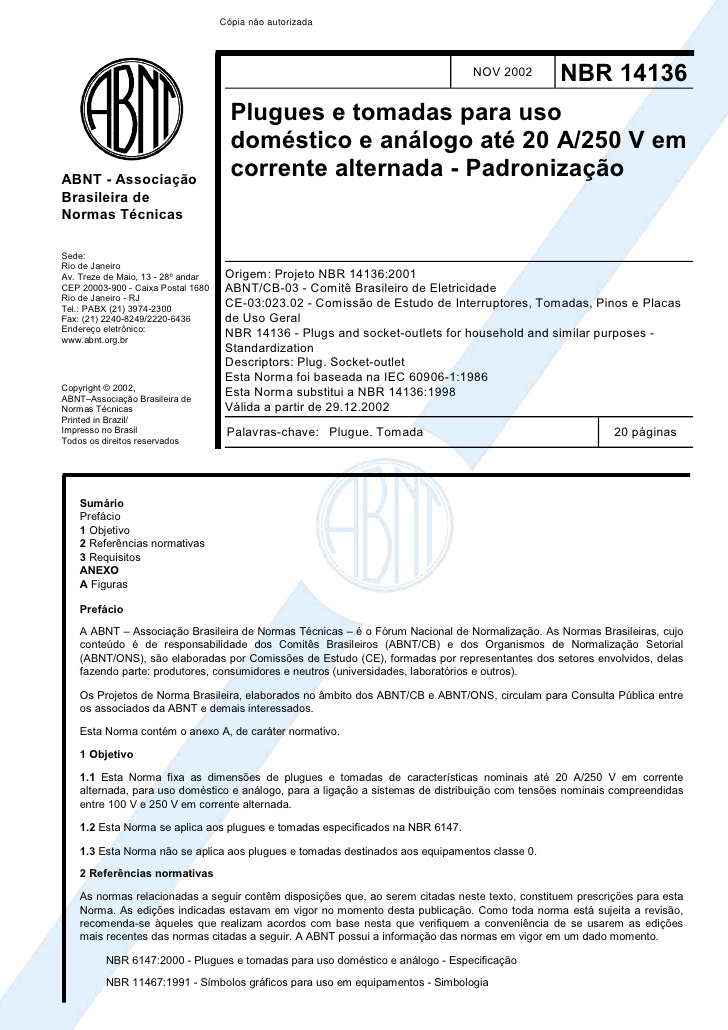 Cópia não autorizada
ABNT
NOV 2002
NBR 14136
Plugues e tomadas para uso
doméstico e análogo até 20 A/250 V em
corrente alternada - Padronização
ABNT - Associação
Brasileira de
Normas Técnicas
Sede:
Rio de Janeiro
Av. Treze de Maio, 13 - 28º andar
CEP 20003-900 - Caixa Postal 1680
Rio de Janeiro - RJ
Tel.: PABX (21) 3974-2300
Fax: (21) 2240-8249/2220-6436
Endereço eletrônico:
www.abnt.org.br
Copyright © 2002,
ABNT–Associação Brasileira de
Normas Técnicas
Printed in Brazil/
Impresso no Brasil
Todos os direitos reservados
Origem: Projeto NBR 14136:2001
ABNT/CB-03 - Comitê Brasileiro de Eletricidade
CE-03:023.02 - Comissão de Estudo de Interruptores, Tomadas, Pinos e Placas
de Uso Geral
NBR 14136 - Plugs and socket-outlets for household and similar purposes -
Standardization
Descriptors: Plug. Socket-outlet
Esta Norma foi baseada na IEC 60906-1:1986
Esta Norma substitui a NBR 14136:1998
Válida a partir de 29.12.2002
Palavras-chave: Plugue. Tomada
20 páginas
ABNT
Sumário
Prefácio
1 Objetivo
2 Referências normativas
3 Requisitos
ANEXO
A Figuras
Prefácio
A ABNT – Associação Brasileira de Normas Técnicas – é o Fórum Nacional de Normalização. As Normas Brasileiras, cujo
conteúdo é de responsabilidade dos Comitês Brasileiros (ABNT/CB) e dos Organismos de Normalização Setorial
(ABNT/ONS), são elaboradas por Comissões de Estudo (CE), formadas por representantes dos setores envolvidos, delas
fazendo parte: produtores, consumidores e neutros (universidades, laboratórios e outros).
Os Projetos de Norma Brasileira, elaborados no âmbito dos ABNT/CB e ABNT/ONS, circulam para Consulta Pública entre
os associados da ABNT e demais interessados.
Esta Norma contém o anexo A, de caráter normativo.
1 Objetivo
1.1 Esta Norma fixa as dimensões de plugues e tomadas de características nominais até 20 A/250 V em corrente
alternada, para uso doméstico e análogo, para a ligação a sistemas de distribuição com tensões nominais compreendidas
entre 100 V e 250 V em corrente alternada.
1.2 Esta Norma se aplica aos plugues e tomadas especificados na NBR 6147.
1.3 Esta Norma não se aplica aos plugues e tomadas destinados aos equipamentos classe 0.
2 Referências normativas
As normas relacionadas a seguir contêm disposições que, ao serem citadas neste texto, constituem prescrições para esta
Norma. As edições indicadas estavam em vigor no momento desta publicação. Como toda norma está sujeita a revisão,
recomenda-se àqueles que realizam acordos com base nesta que verifiquem a conveniência de se usarem as edições
mais recentes das normas citadas a seguir. A ABNT possui a informação das normas em vigor em um dado momento.
NBR 6147:2000 - Plugues e tomadas para uso doméstico e análogo - Especificação
NBR 11467:1991 - Símbolos gráficos para uso em equipamentos - Simbologia